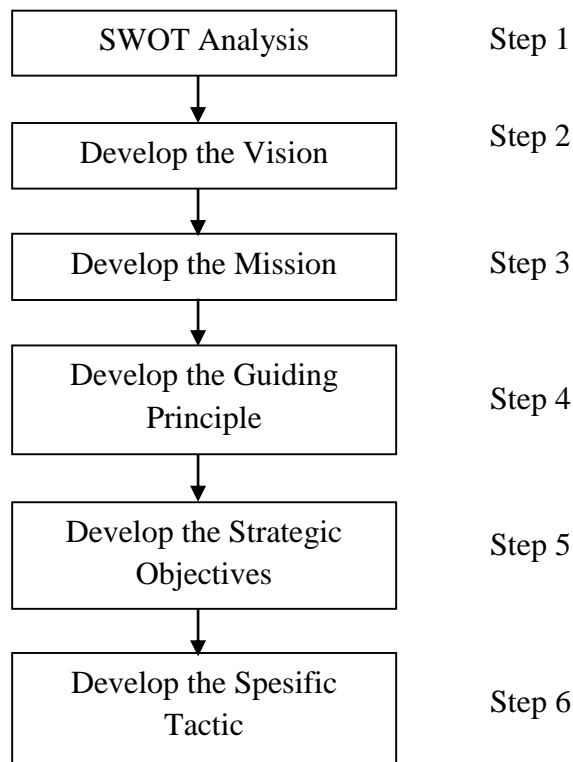 SWOT Analysis
Step 1
Develop the Vision
Step 2
Develop the Mission
Step 3
Develop the Guiding
Principle
Step 4
Develop the Strategic
Objectives
Step 5
Develop the Spesific
Tactic
Step 6